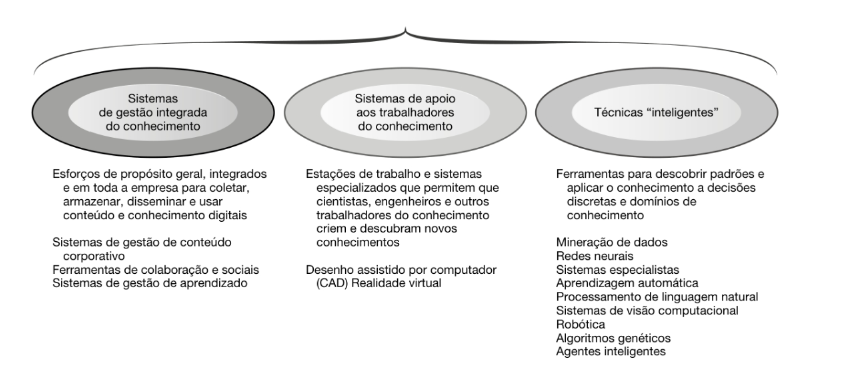 Sistemas
de gestão integrada
do conhecimento
Esforços de propósito geral, integrados
e em toda a empresa para coletar,
armazenar, disseminar e usar
conteúdo e conhecimento digitais
Sistemas de gestão de conteúdo
corporativo
Ferramentas de colaboração e sociais
Sistemas de gestão de aprendizado
Sistemas de apoio
aos trabalhadores
do conhecimento
Estações de trabalho e sistemas
especializados que permitem que
cientistas, engenheiros e outros
trabalhadores do conhecimento
criem e descubram novos
conhecimentos
Desenho assistido por computador
(CAD) Realidade virtual
Técnicas “inteligentes”
Ferramentas para descobrir padrões e
aplicar o conhecimento a decisões
discretas e domínios de
conhecimento
Mineração de dados
Redes neurais
Sistemas especialistas
Aprendizagem automática
Processamento de linguagem natural
Sistemas de visão computacional
Robótica
Algoritmos genéticos
Agentes inteligentes